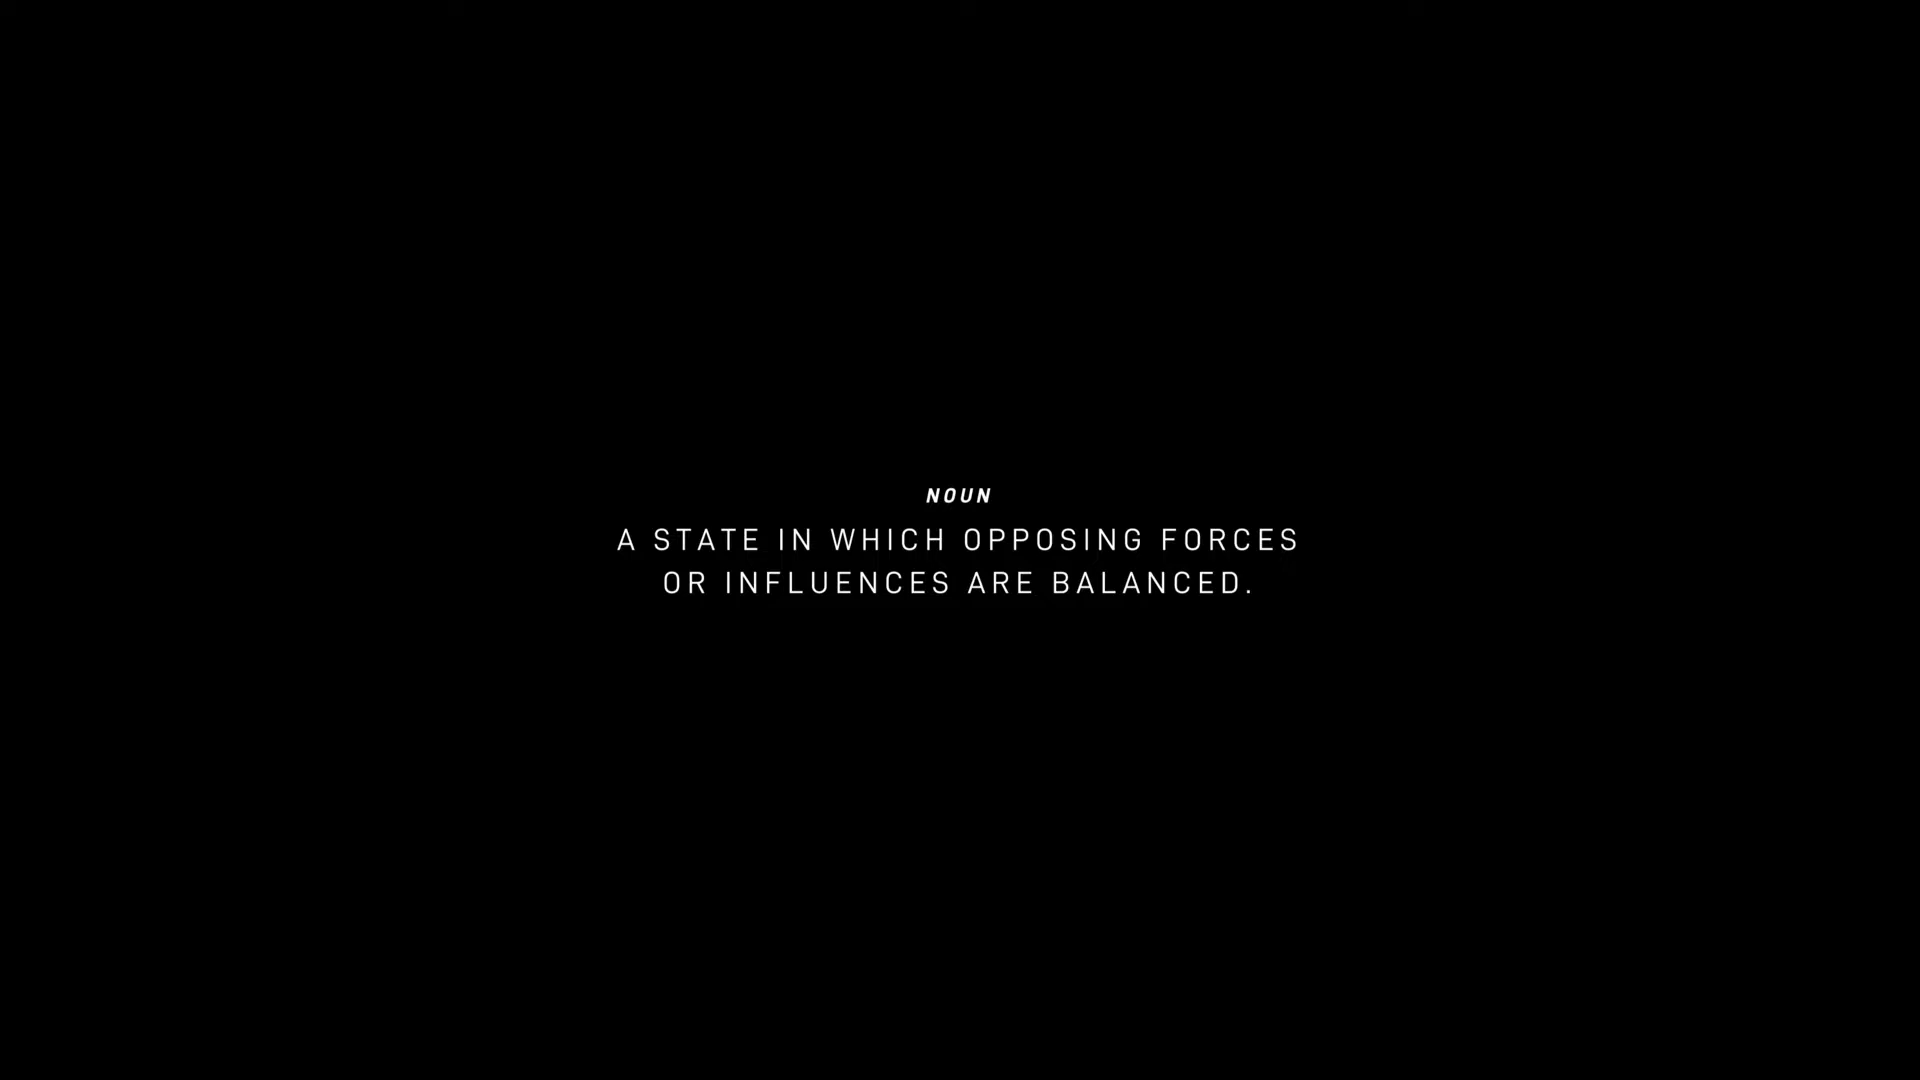 NOUN
A STATE IN WHICH OPPOSING FORCES
OR INFLUENCES ARE BALANCED.